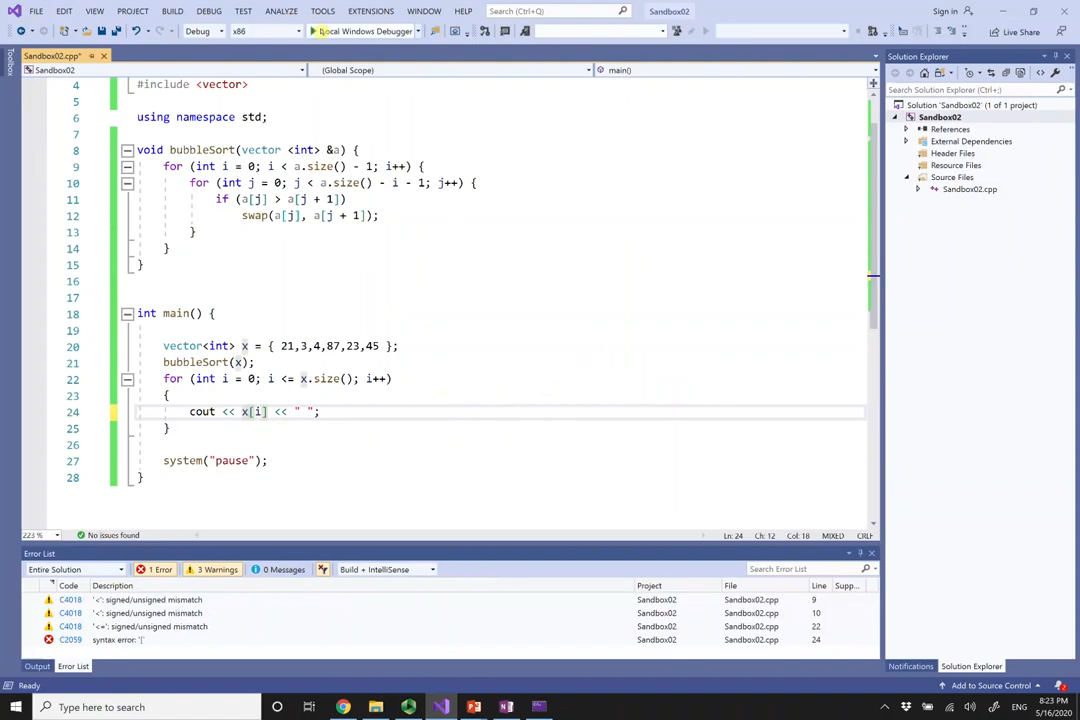 FILE EDIT VIEW PROJECT BUILD DEBUG TEST ANALYZE TOOLS EXTENSIONS WINDOW HELP Search (Ctrl+Q) Sandbox02 Sign in
Debug x86 Local Windows Debugger Live Share
Toolbox
Sandbox02.cpp*
Sandbox02 (Global Scope) main()
4 #include <vector>
5
6 using namespace std;
7
8 void bubbleSort(vector <int> &a) {
9 for (int i = 0; i < a.size() - 1; i++) {
10 for (int j = 0; j < a.size() - i - 1; j++) {
11 if (a[j] > a[j + 1])
12 swap(a[j], a[j + 1]);
13 }
14 }
15 }
16
17
18 int main() {
19
20 vector<int> x = { 21,3,4,87,23,45 };
21 bubbleSort(x);
22 for (int i = 0; i <= x.size(); i++)
23 {
24 cout << x[i] << " ";
25 }
26
27 system("pause");
28 }
223 % No issues found Ln: 24 Ch: 12 Col: 18 MIXED CRLF
Solution Explorer
Search Solution Explorer (Ctrl+;)
Solution 'Sandbox02' (1 of 1 project)
Sandbox02
References
External Dependencies
Header Files
Resource Files
Source Files
Sandbox02.cpp
Error List
Entire Solution 1 Error 3 Warnings 0 Messages Build + IntelliSense Search Error List
Code Description Project File Line Supp...
C4018 '<': signed/unsigned mismatch Sandbox02 Sandbox02.cpp 9
C4018 '<': signed/unsigned mismatch Sandbox02 Sandbox02.cpp 10
C4018 '<=': signed/unsigned mismatch Sandbox02 Sandbox02.cpp 22
C2059 syntax error: '[' Sandbox02 Sandbox02.cpp 24
Output Error List Notifications Solution Explorer
Ready Add to Source Control 2
Type here to search ENG 8:23 PM
5/16/2020